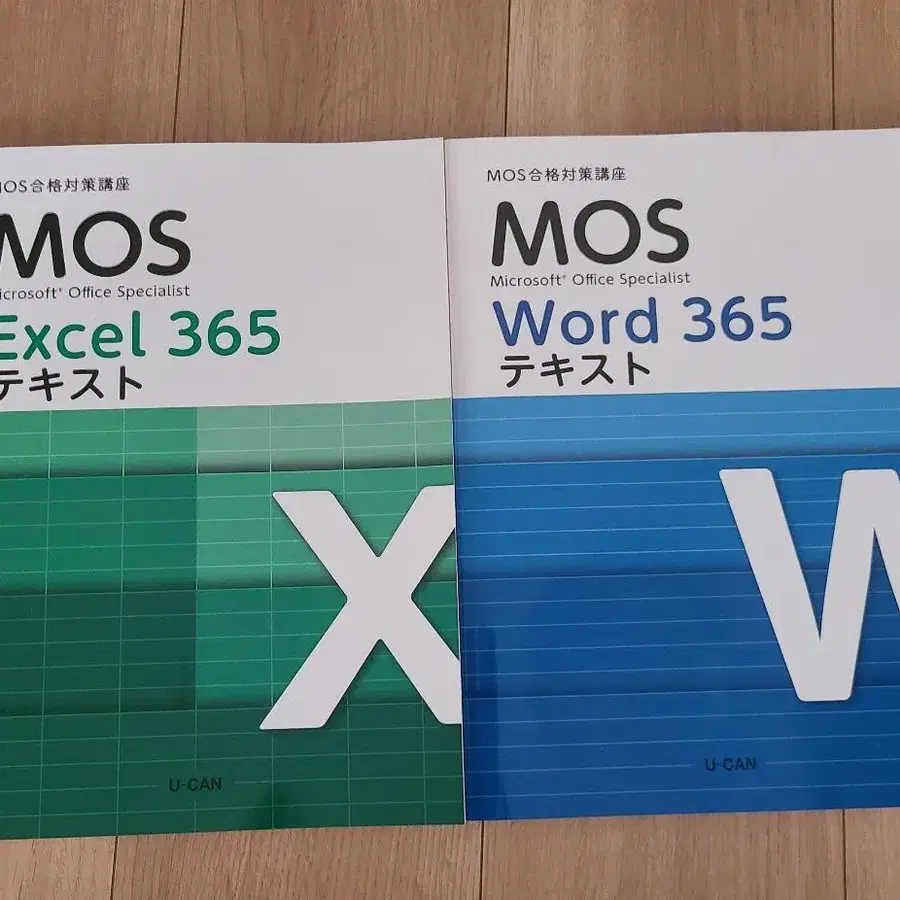 MOS合格対策講座
MOS
Microsoft® Office Specialist
Excel 365
テキスト
X
U-CAN
MOS合格対策講座
MOS
Microsoft® Office Specialist
Word 365
テキスト
W
U-CAN